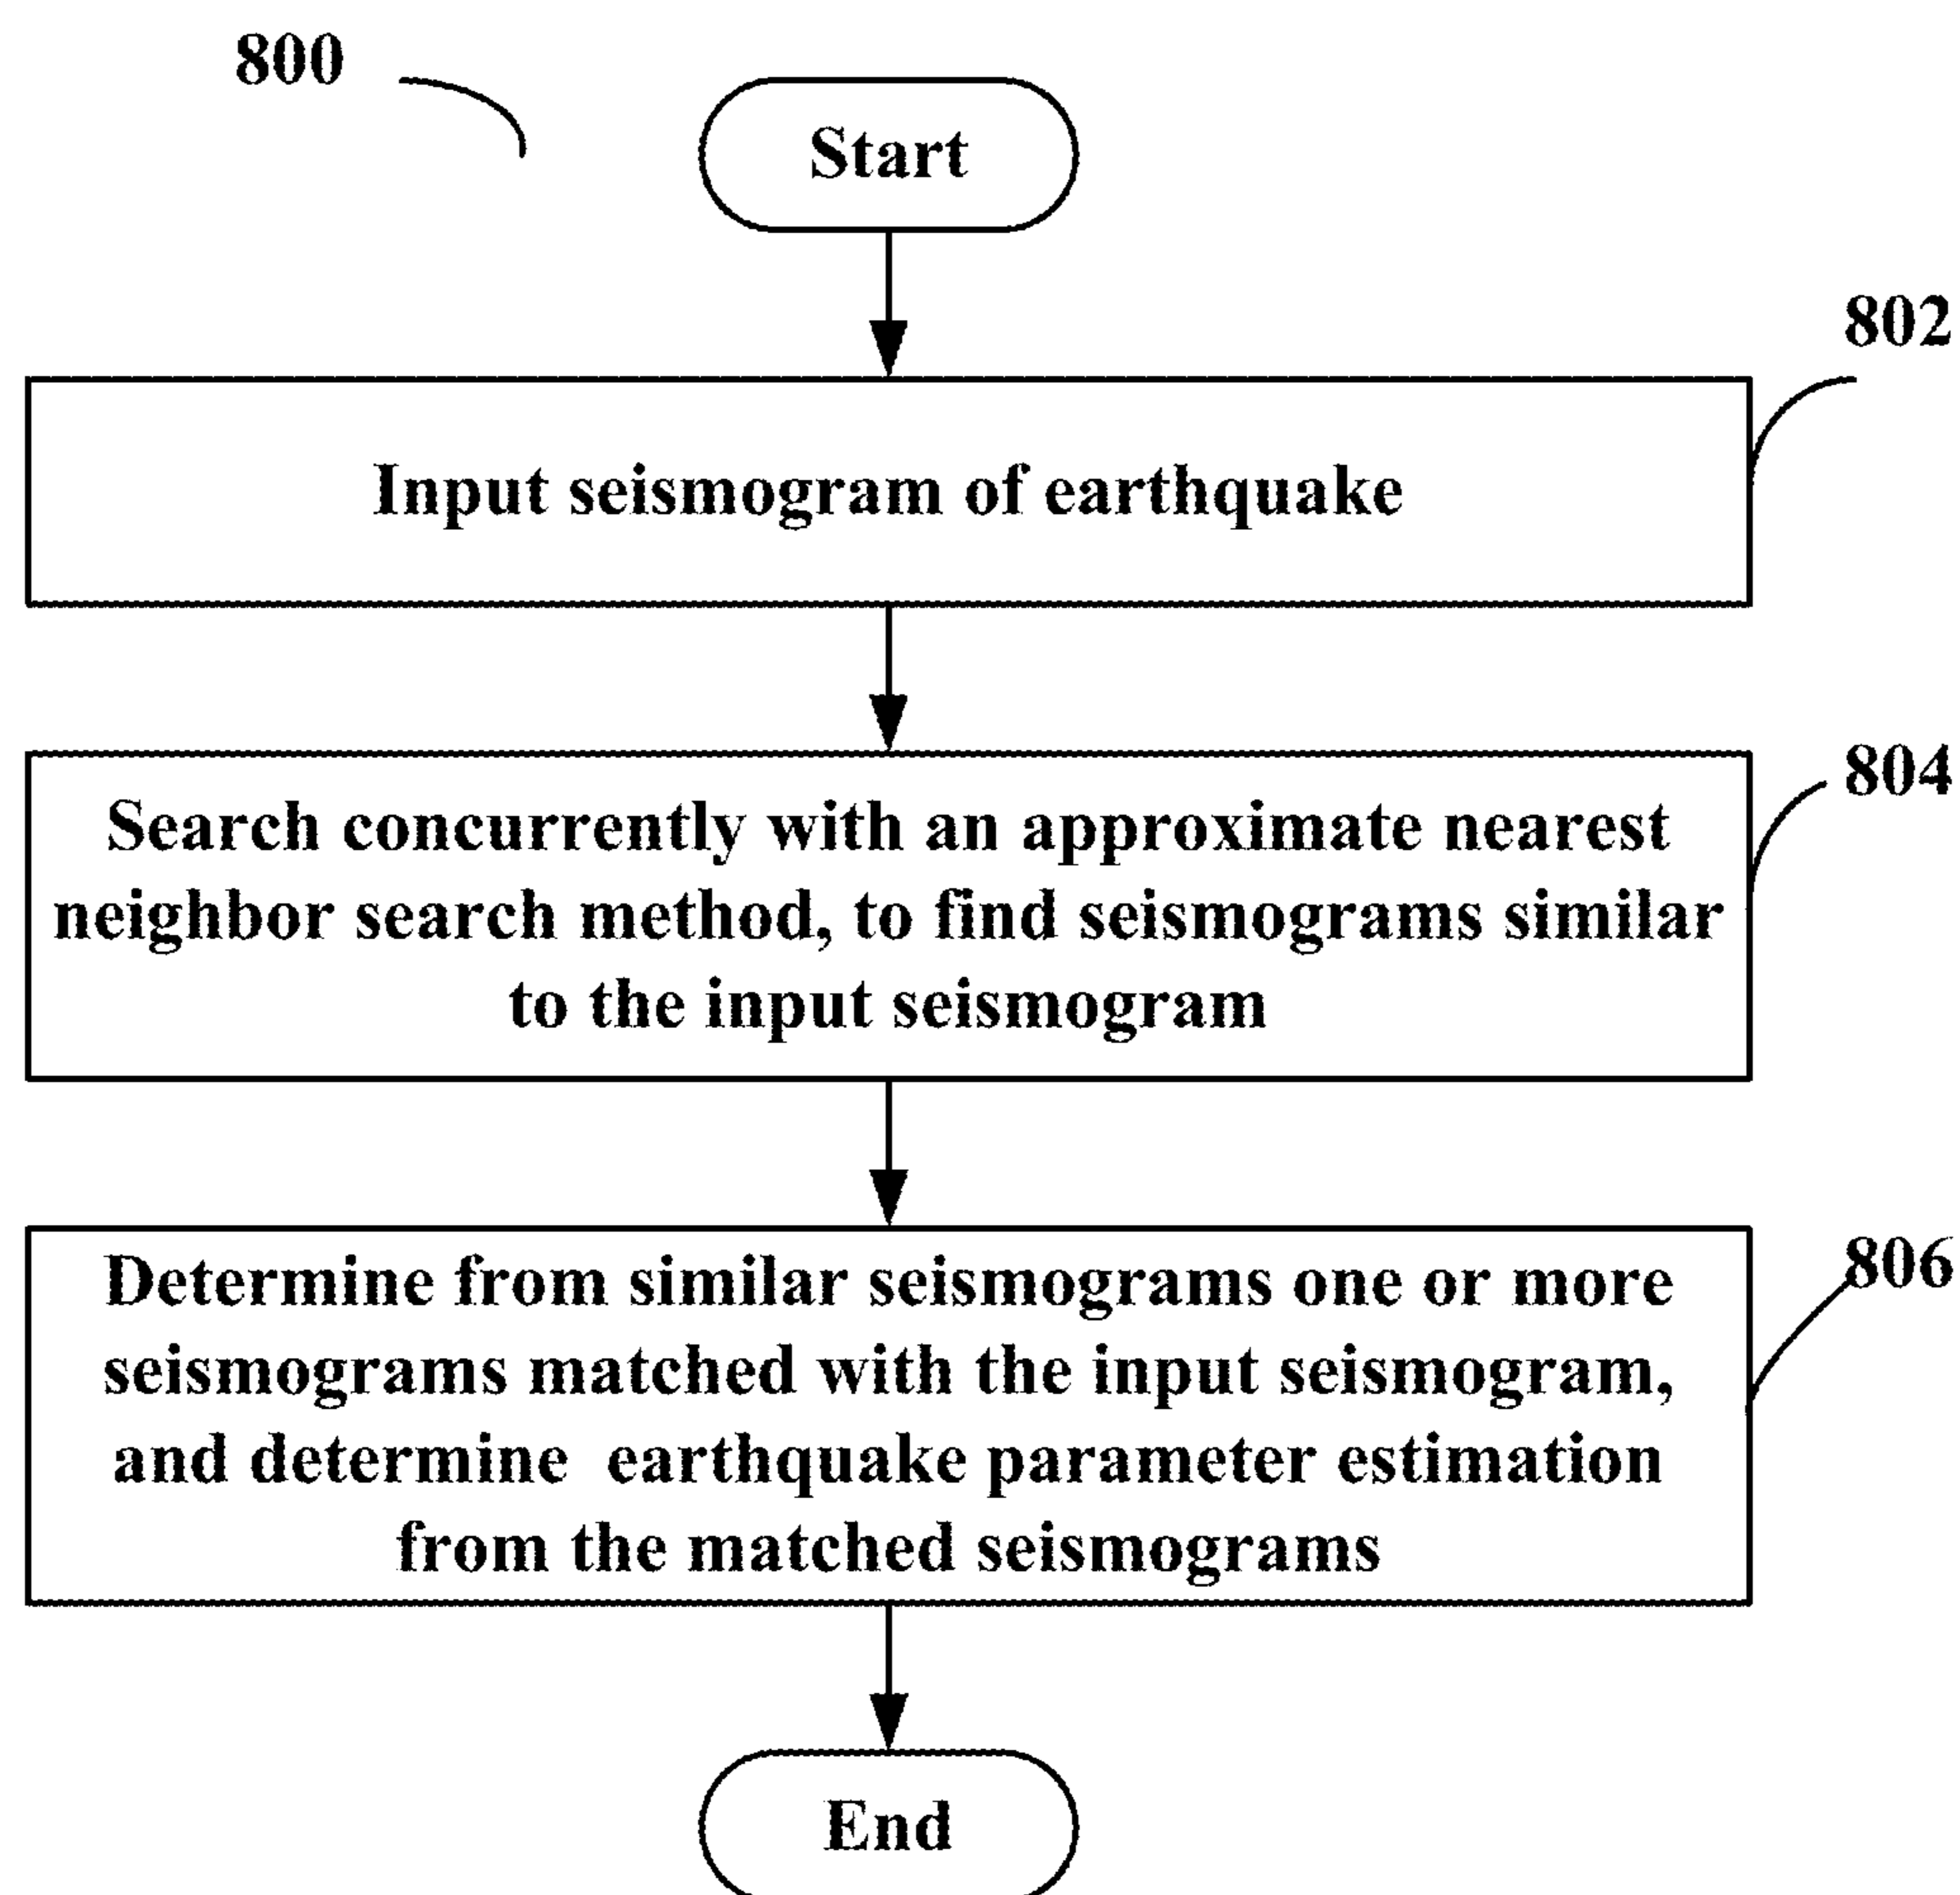 800
Start
802
Input seismogram of earthquake
804
Search concurrently with an approximate nearest
neighbor search method, to find seismograms similar
to the input seismogram
806
Determine from similar seismograms one or more
seismograms matched with the input seismogram,
and determine earthquake parameter estimation
from the matched seismograms
End